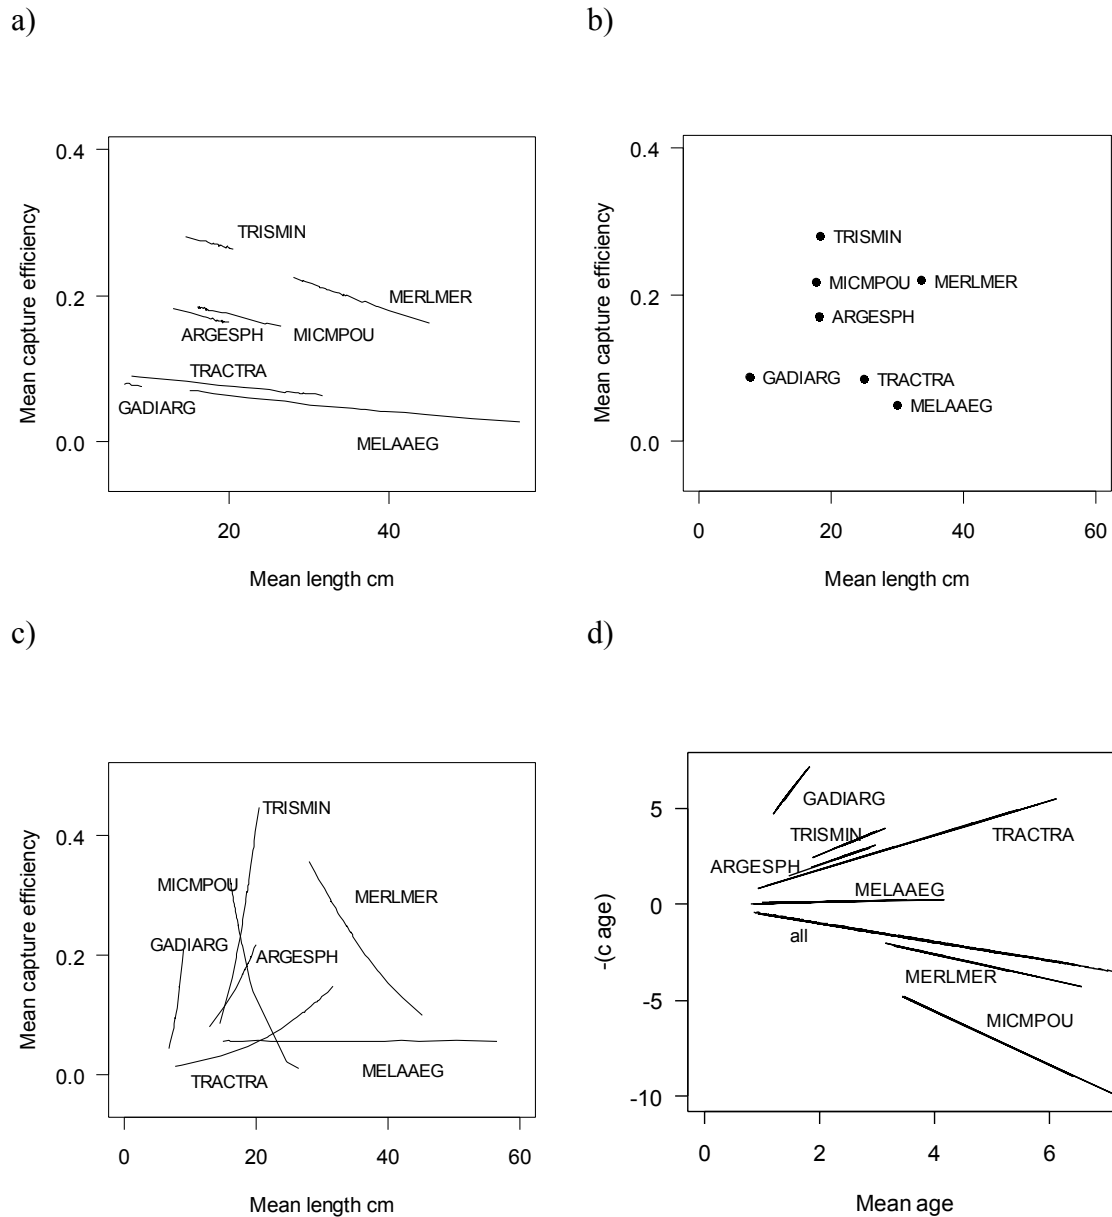 a)
0.4
0.2
0.0
Mean capture efficiency
TRISMIN
MERLMER
ARGESPH
MICMPOU
TRACTRA
GADIARG
MELAAEG
20
40
Mean length cm
b)
0.4
0.2
0.0
Mean capture efficiency
TRISMIN
MICMPOU
MERLMER
ARGESPH
GADIARG
TRACTRA
MELAAEG
0
20
40
60
Mean length cm
c)
0.4
0.2
0.0
Mean capture efficiency
TRISMIN
MICMPOU
MERLMER
GADIARG
ARGESPH
TRACTRA
MELAAEG
0
20
40
60
Mean length cm
d)
5
0
-5
-10
-(c age)
GADIARG
TRISMIN
TRACTRA
ARGESPH
MELAAEG
all
MERLMER
MICMPOU
0
2
4
6
Mean age